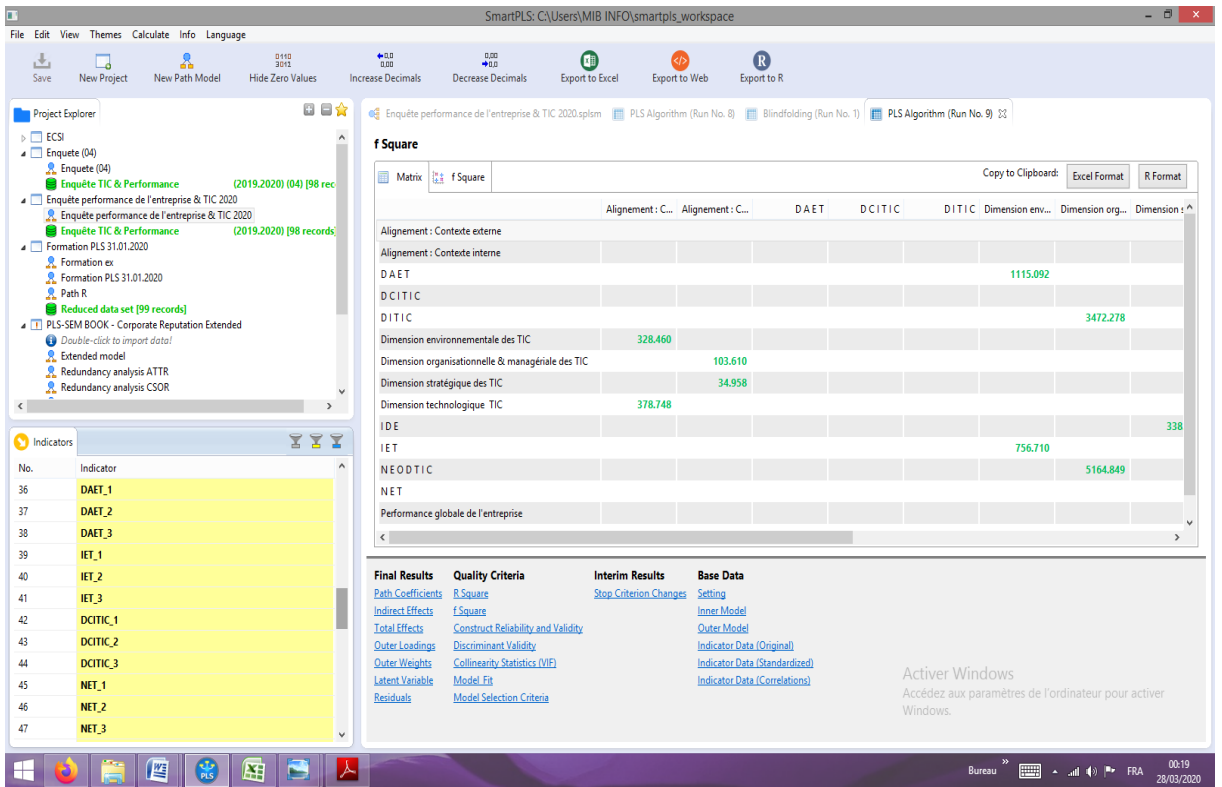 SmartPLS: C:\Users\MIB INFO\smartpls_workspace
File Edit View Themes Calculate Info Language
Save New Project New Path Model Hide Zero Values Increase Decimals Decrease Decimals Export to Excel Export to Web Export to R
Project Explorer
ECSI
Enquete (04)
Enquete (04)
Enquête TIC & Performance (2019.2020) (04) [98 rec
Enquête performance de l'entreprise & TIC 2020
Enquête performance de l'entreprise & TIC 2020
Enquête TIC & Performance (2019.2020) [98 records]
Formation PLS 31.01.2020
Formation ex
Formation PLS 31.01.2020
Path R
Reduced data set [99 records]
PLS-SEM BOOK - Corporate Reputation Extended
Double-click to import data!
Extended model
Redundancy analysis ATTR
Redundancy analysis CSOR
Indicators
No. Indicator
36 DAET_1
37 DAET_2
38 DAET_3
39 IET_1
40 IET_2
41 IET_3
42 DCITIC_1
43 DCITIC_2
44 DCITIC_3
45 NET_1
46 NET_2
47 NET_3
Enquête performance de l'entreprise & TIC 2020.splsm PLS Algorithm (Run No. 8) Blindfolding (Run No. 1) PLS Algorithm (Run No. 9)
f Square
Matrix f Square Copy to Clipboard: Excel Format R Format
Alignement : C... Alignement : C... D A E T D C I T I C D I T I C Dimension env... Dimension org... Dimension s
Alignement : Contexte externe
Alignement : Contexte interne
D A E T 1115.092
D C I T I C
D I T I C 3472.278
Dimension environnementale des TIC 328.460
Dimension organisationnelle & managériale des TIC 103.610
Dimension stratégique des TIC 34.958
Dimension technologique TIC 378.748
I D E 338
I E T 756.710
N E O D T I C 5164.849
N E T
Performance globale de l'entreprise
Final Results Quality Criteria Interim Results Base Data
Path Coefficients R Square Stop Criterion Changes Setting
Indirect Effects f Square Inner Model
Total Effects Construct Reliability and Validity Outer Model
Outer Loadings Discriminant Validity Indicator Data (Original)
Outer Weights Collinearity Statistics (VIF) Indicator Data (Standardized)
Latent Variable Model Fit Indicator Data (Correlations)
Residuals Model Selection Criteria
Activer Windows
Accédez aux paramètres de l'ordinateur pour activer
Windows.
Bureau FRA 00:19
28/03/2020